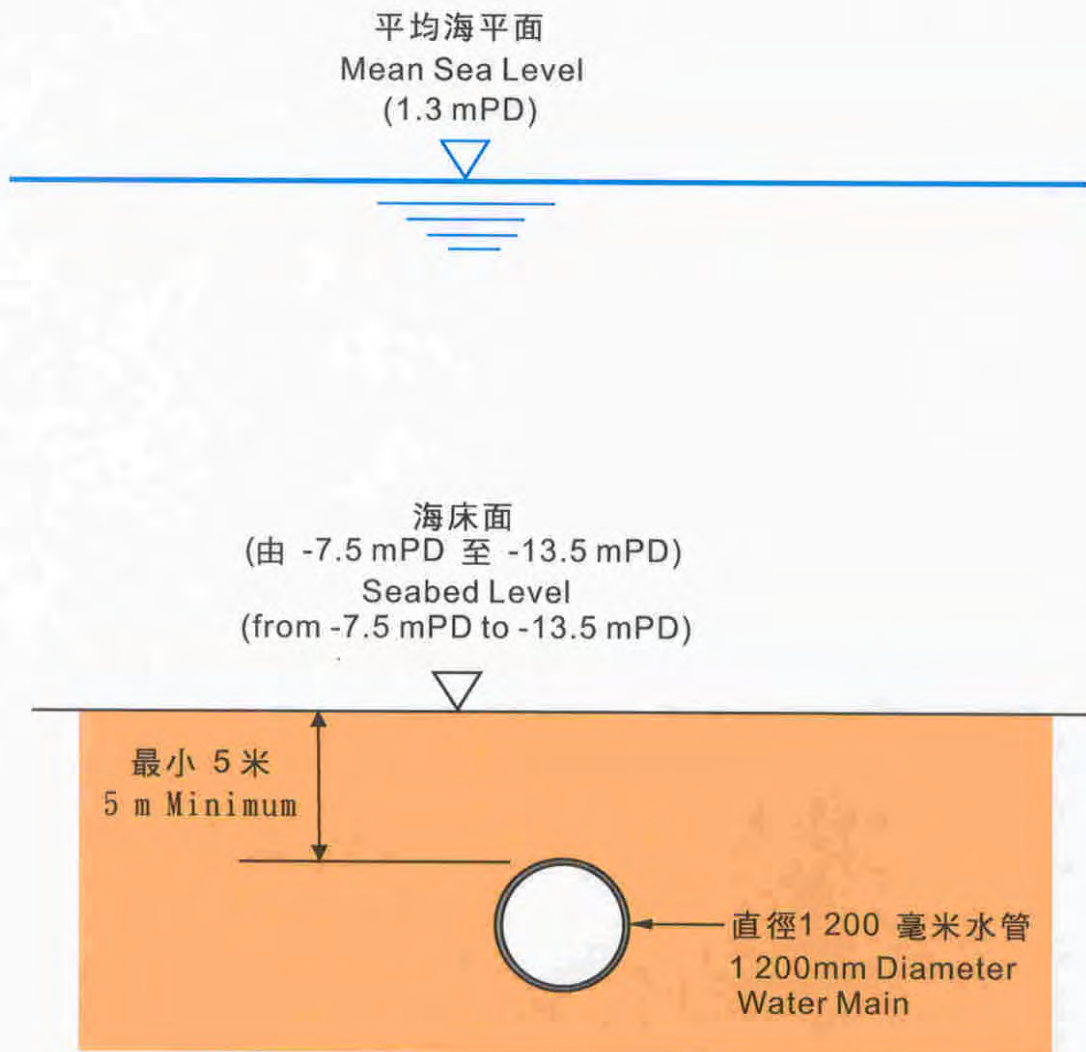 平均海平面
Mean Sea Level
(1.3 mPD)
海床面
(由 -7.5 mPD 至 -13.5 mPD)
Seabed Level
(from -7.5 mPD to -13.5 mPD)
最小 5 米
5 m Minimum
直徑1 200 毫米水管
1 200mm Diameter
Water Main